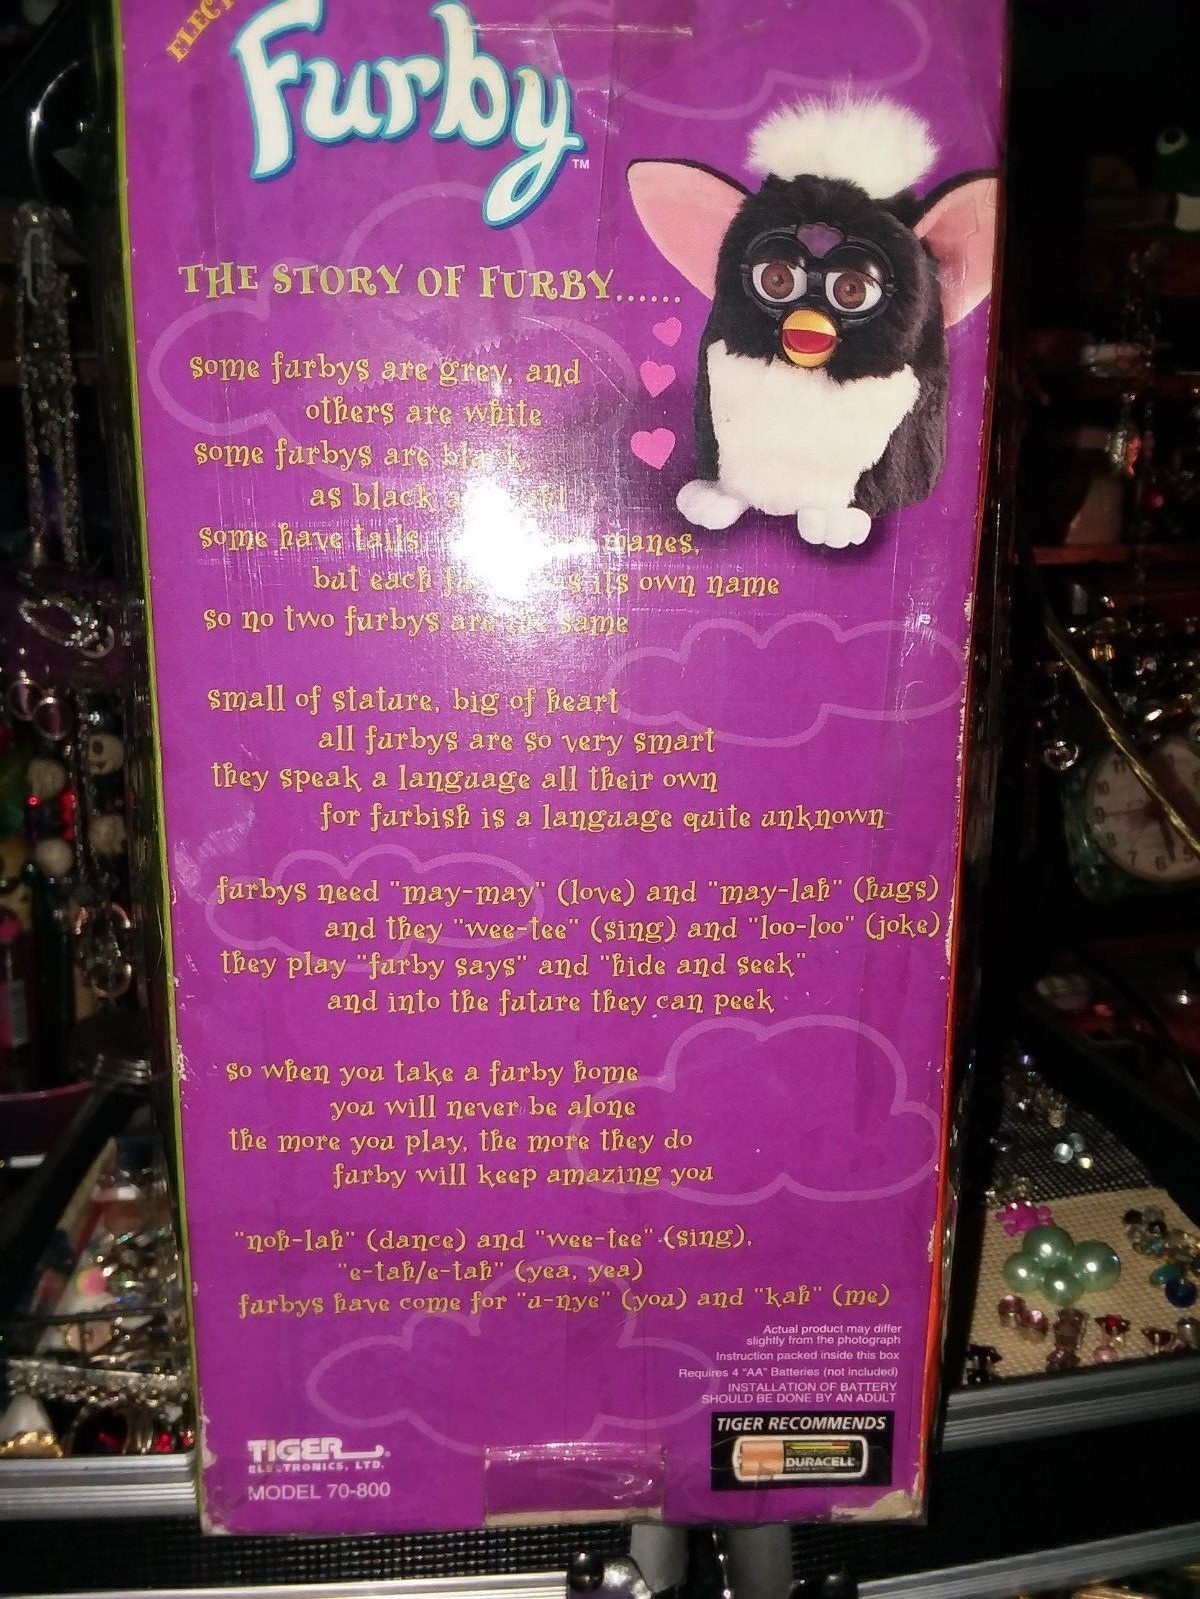 ELECT
Furby
TM
THE STORY OF FURBY......
some furbys are grey, and
others are white
some furbys are
as black
some have tails manes,
but each its own name
so no two furbys are the same
small of stature, big of heart
all furbys are so very smart
they speak a language all their own
for furbish is a language quite unknown
furbys need "may-may" (love) and "may-lah" (hugs)
and they "wee-tee" (sing) and "loo-loo" (joke)
they play "furby says" and "hide and seek"
and into the future they can peek
so when you take a furby home
you will never be alone
the more you play, the more they do
furby will keep amazing you
"noh-lah" (dance) and "wee-tee" (sing),
"e-tah/e-tah" (yea, yea)
furbys have come for "u-nye" (you) and "kah" (me)
Actual product may differ
slightly from the photograph
Instruction packed inside this box
Requires 4 "AA" Batteries (not included)
INSTALLATION OF BATTERY
SHOULD BE DONE BY AN ADULT
TIGER RECOMMENDS
DURACELL
TIGER®
ELECTRONICS, LTD.
MODEL 70-800